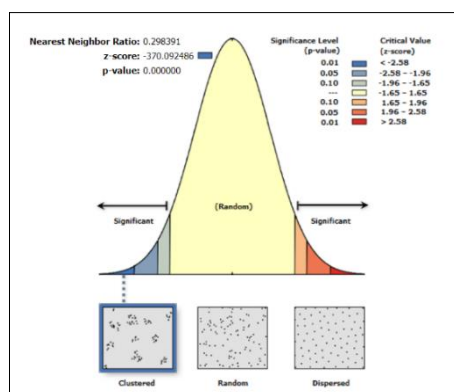 Nearest Neighbor Ratio: 0.298391
z-score: -370.092486
p-value: 0.000000
Significance Level
(p-value)
Critical Value
(z-score)
0.01 < -2.58
0.05 -2.58 – -1.96
0.10 -1.96 – -1.65
--- -1.65 – 1.65
0.10 1.65 – 1.96
0.05 1.96 – 2.58
0.01 > 2.58
Significant
(Random)
Significant
Clustered
Random
Dispersed